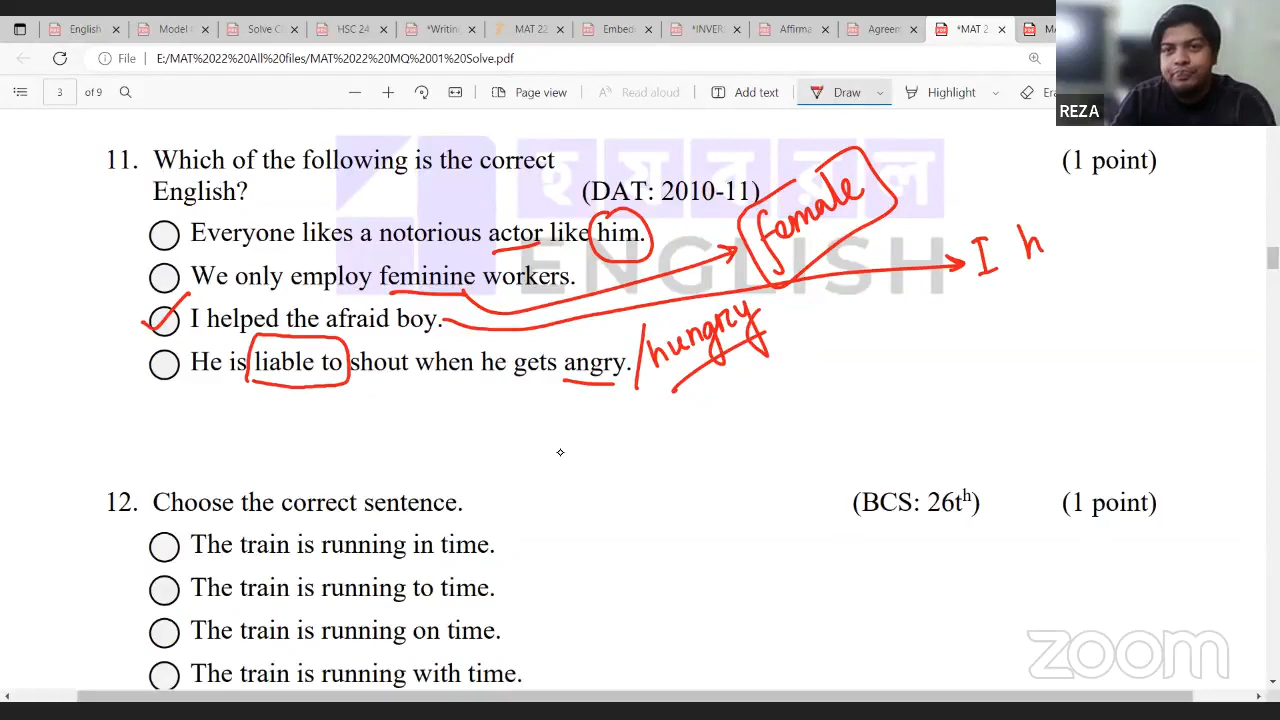 English
Model
Solve C
HSC 24
*Writing
MAT 22
Embed
*INVER
Affirma
Agreem
*MAT 2
File
E:/MAT%2022%20All files/MAT%2022%20MQ%2001%20Solve.pdf
3 of 9
Page view
Read aloud
Add text
Draw
Highlight
REZA
11. Which of the following is the correct (1 point)
English? (DAT: 2010-11)
Everyone likes a notorious actor like him.
female
We only employ feminine workers.
I h
I helped the afraid boy.
/hungry
He is liable to shout when he gets angry.
হ য ব র ল
ENGLISH
12. Choose the correct sentence. (BCS: 26th) (1 point)
The train is running in time.
The train is running to time.
The train is running on time.
The train is running with time.
zoom